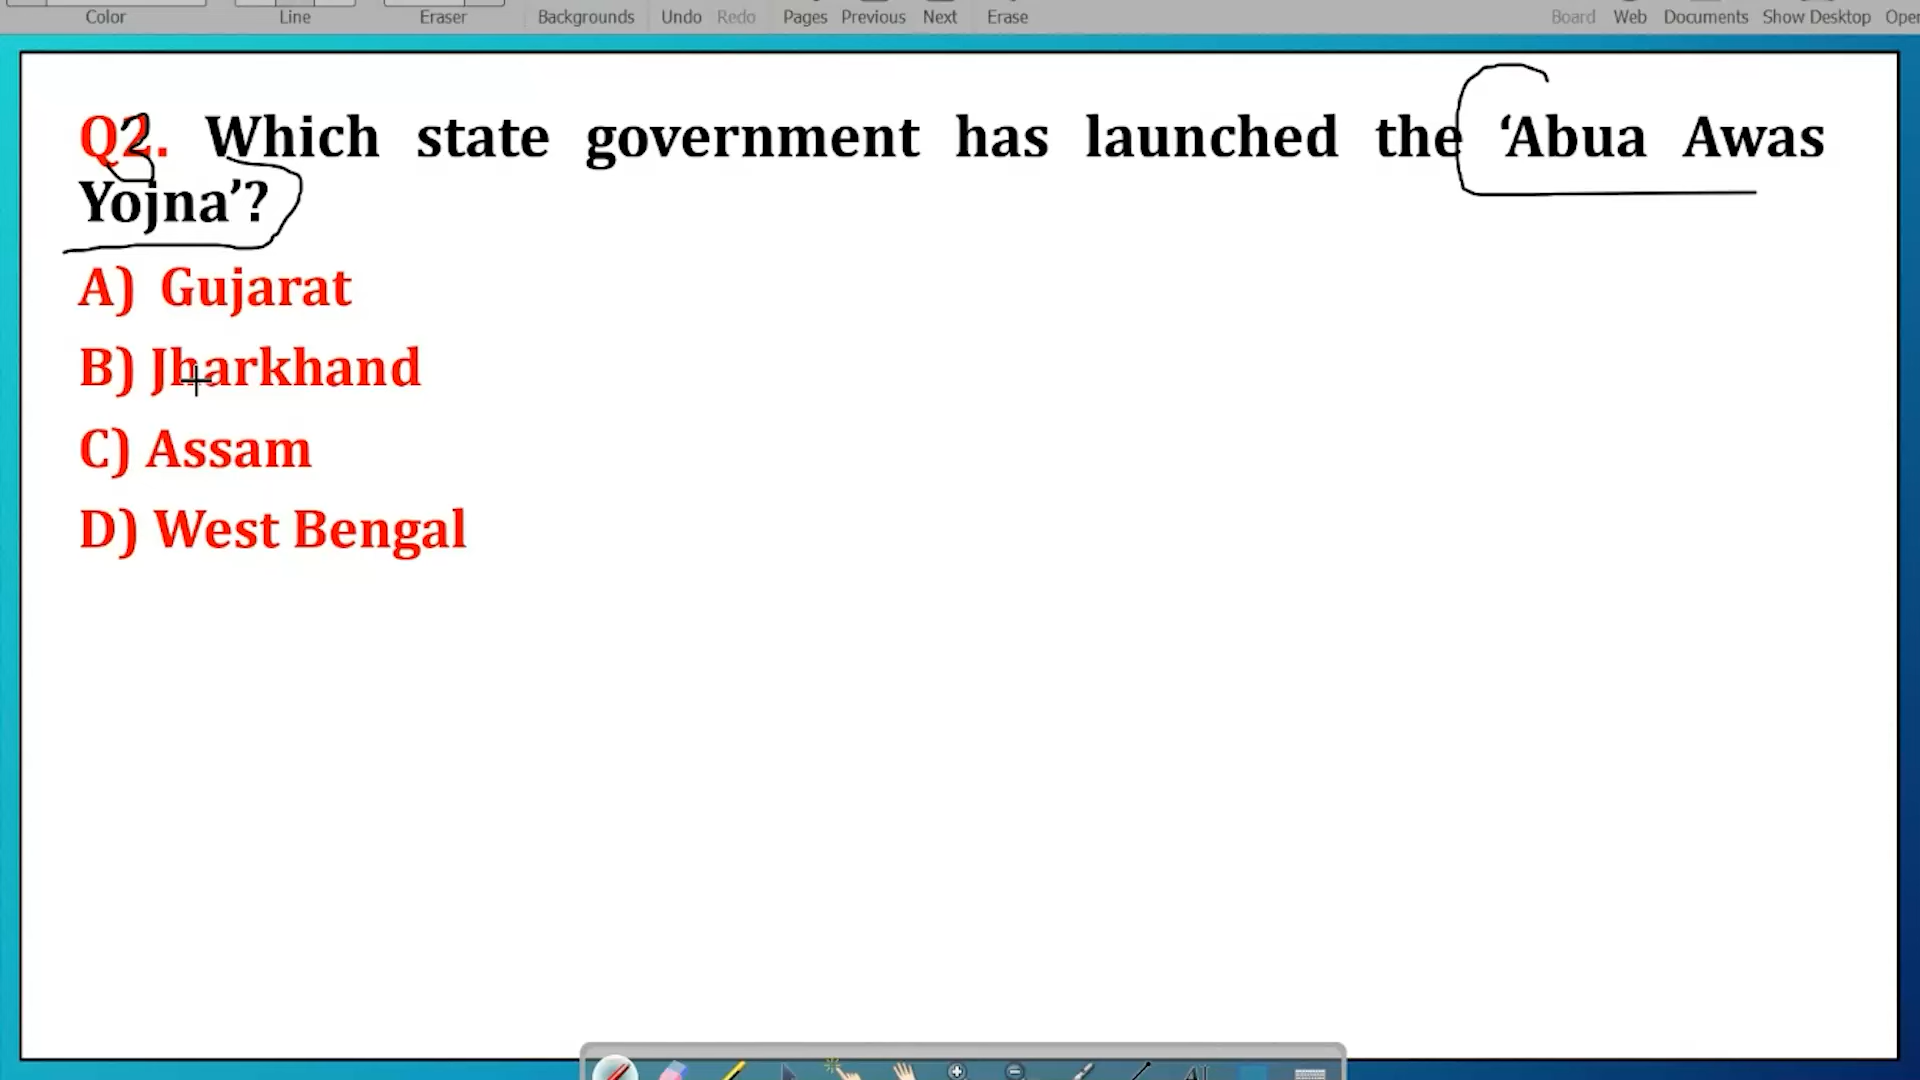 Color Line Eraser Backgrounds Undo Redo Pages Previous Next Erase Board Web Documents Show Desktop Oper
Q2. Which state government has launched the ‘Abua Awas
Yojna’?
A) Gujarat
B) Jharkhand
C) Assam
D) West Bengal